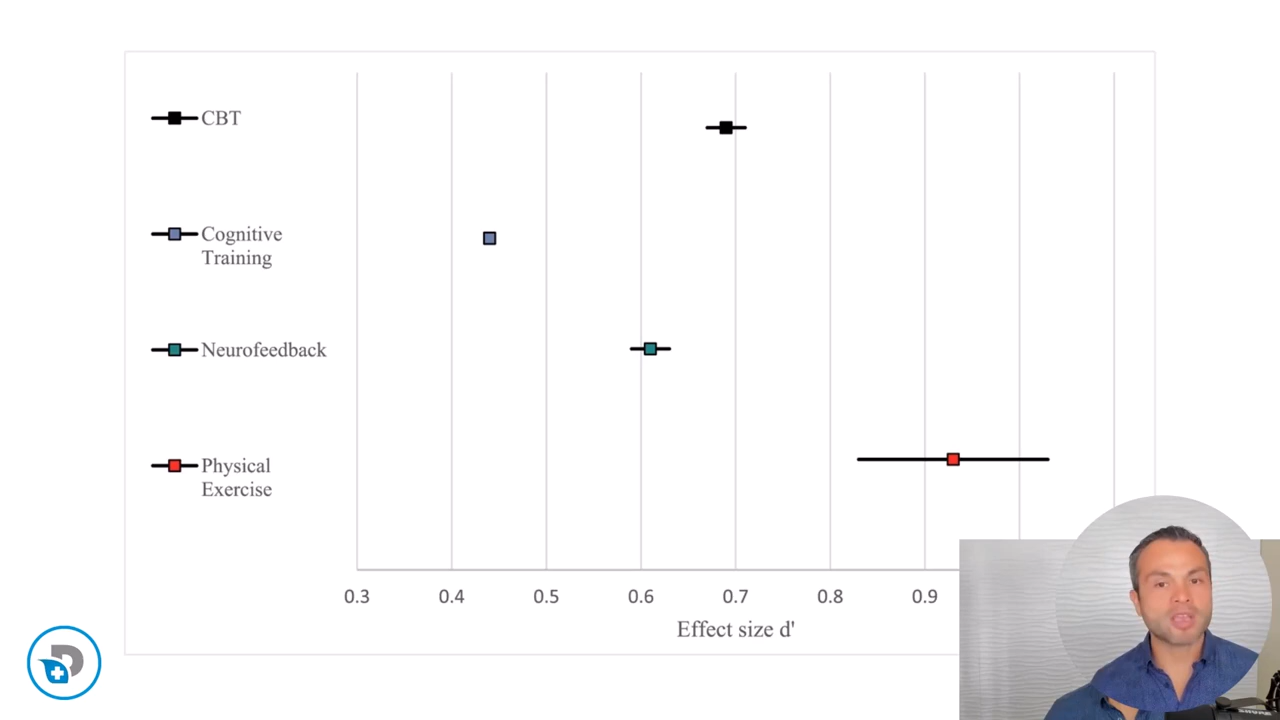 CBT
Cognitive
Training
Neurofeedback
Physical
Exercise
0.3 0.4 0.5 0.6 0.7 0.8 0.9
Effect size d'
SHURE